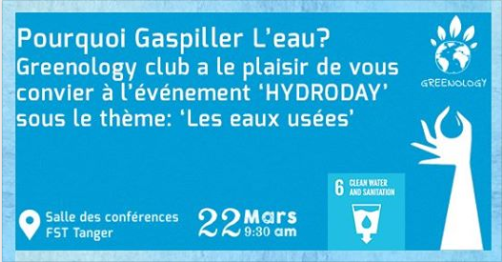 Pourquoi Gaspiller L'eau?
Greenology club a le plaisir de vous
convier à l'événement 'HYDRODAY'
sous le thème: 'Les eaux usées'
GREENOLOGY
6 CLEAN WATER
AND SANITATION
Salle des conférences
FST Tanger
22 Mars
9:30 am